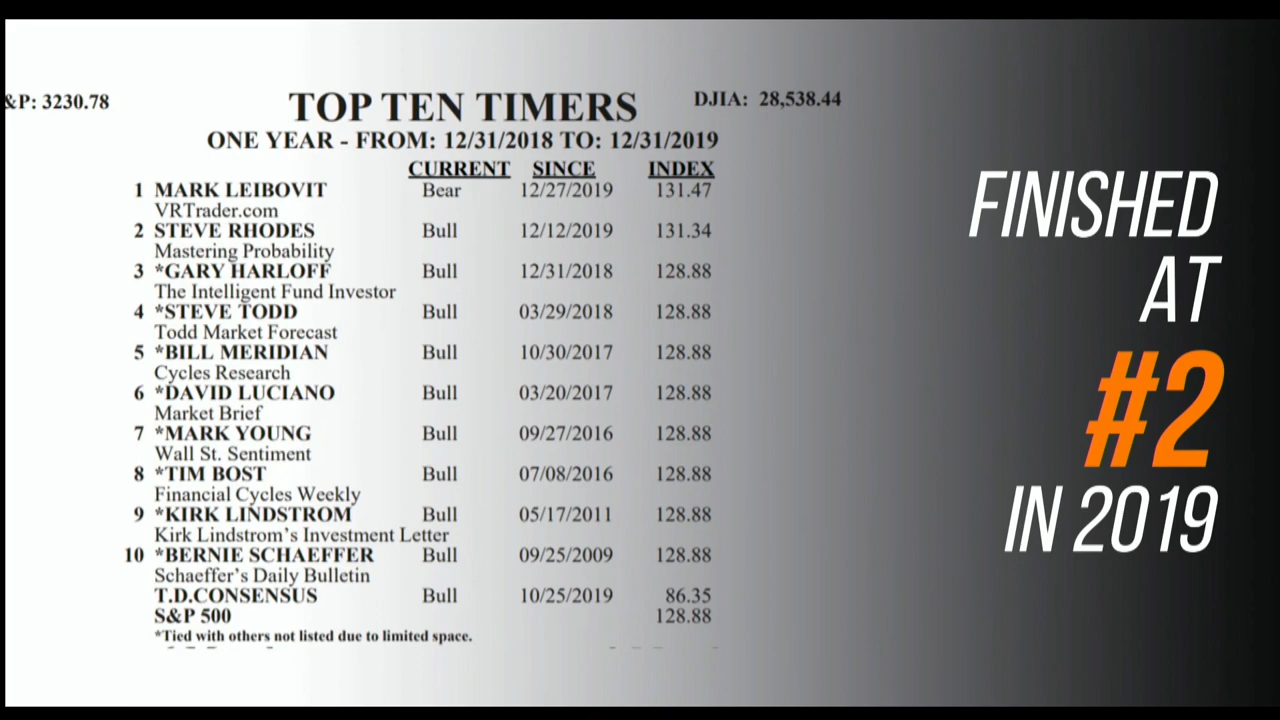 &P: 3230.78
TOP TEN TIMERS
DJIA: 28,538.44
ONE YEAR - FROM: 12/31/2018 TO: 12/31/2019
CURRENT SINCE INDEX
1 MARK LEIBOVIT Bear 12/27/2019 131.47
VRTrader.com
2 STEVE RHODES Bull 12/12/2019 131.34
Mastering Probability
3 *GARY HARLOFF Bull 12/31/2018 128.88
The Intelligent Fund Investor
4 *STEVE TODD Bull 03/29/2018 128.88
Todd Market Forecast
5 *BILL MERIDIAN Bull 10/30/2017 128.88
Cycles Research
6 *DAVID LUCIANO Bull 03/20/2017 128.88
Market Brief
7 *MARK YOUNG Bull 09/27/2016 128.88
Wall St. Sentiment
8 *TIM BOST Bull 07/08/2016 128.88
Financial Cycles Weekly
9 *KIRK LINDSTROM Bull 05/17/2011 128.88
Kirk Lindstrom's Investment Letter
10 *BERNIE SCHAEFFER Bull 09/25/2009 128.88
Schaeffer's Daily Bulletin
T.D.CONSENSUS Bull 10/25/2019 86.35
S&P 500 128.88
*Tied with others not listed due to limited space.
FINISHED
AT
#2
IN 2019